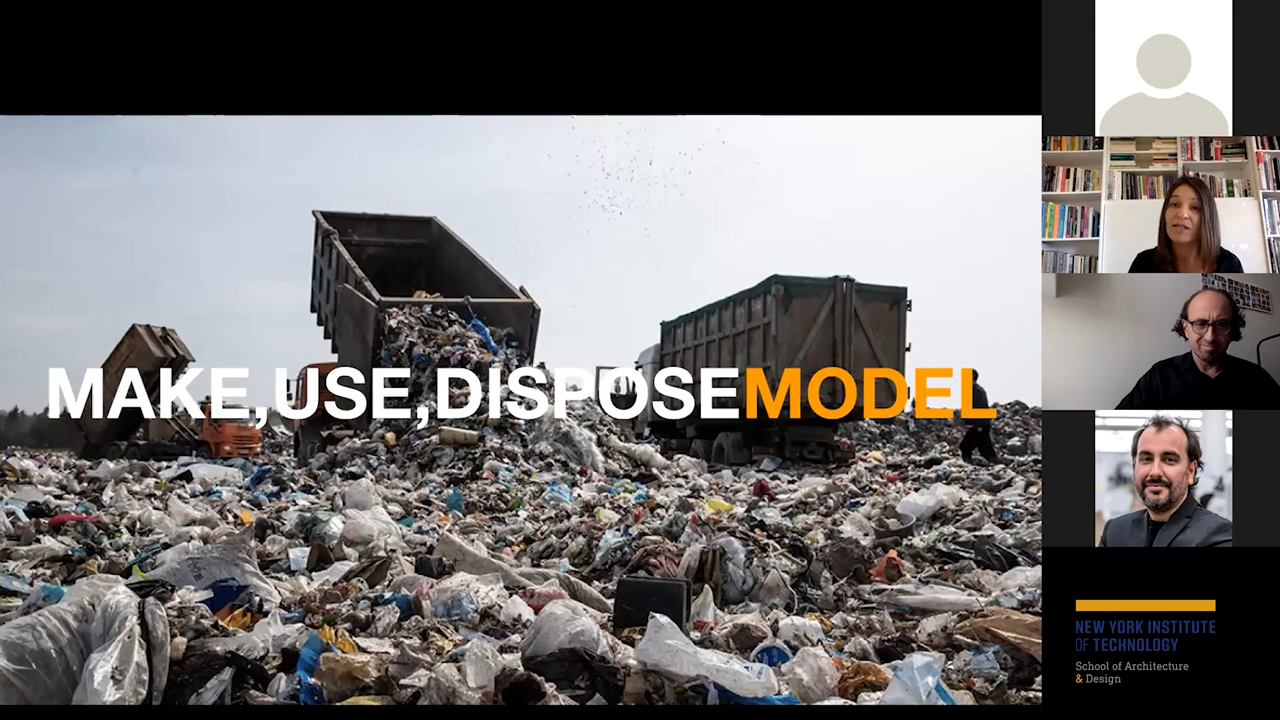 MAKE,USE,DISPOSEMODEL
NEW YORK INSTITUTE
OF TECHNOLOGY
School of Architecture
& Design